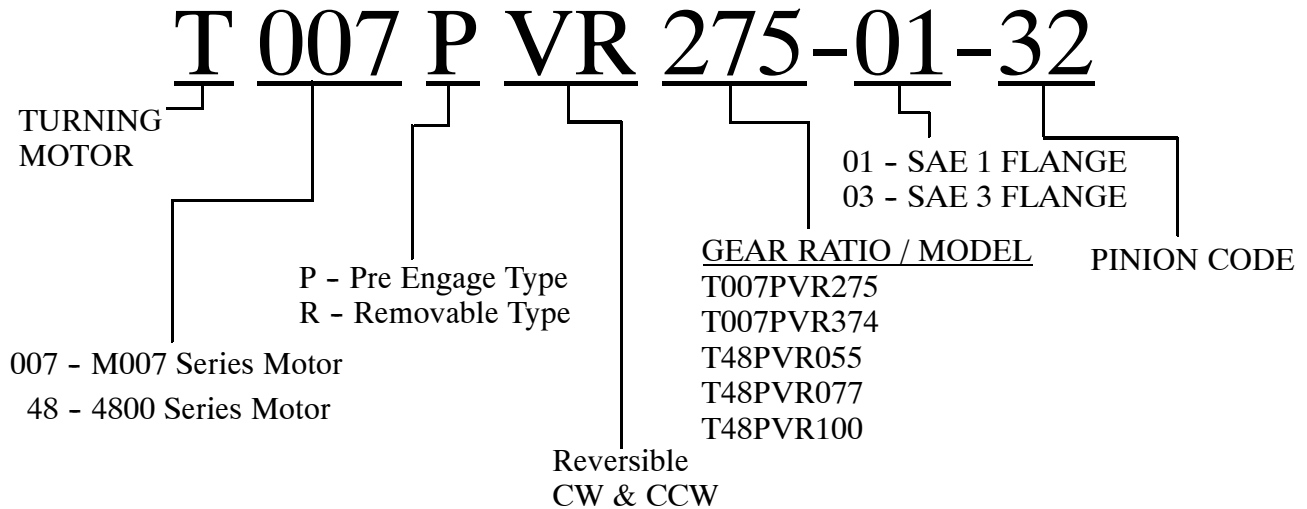 T 007 P VR 275-01-32
TURNING
MOTOR
01 - SAE 1 FLANGE
03 - SAE 3 FLANGE
GEAR RATIO / MODEL
T007PVR275
T007PVR374
T48PVR055
T48PVR077
T48PVR100
PINION CODE
P - Pre Engage Type
R - Removable Type
007 - M007 Series Motor
48 - 4800 Series Motor
Reversible
CW & CCW